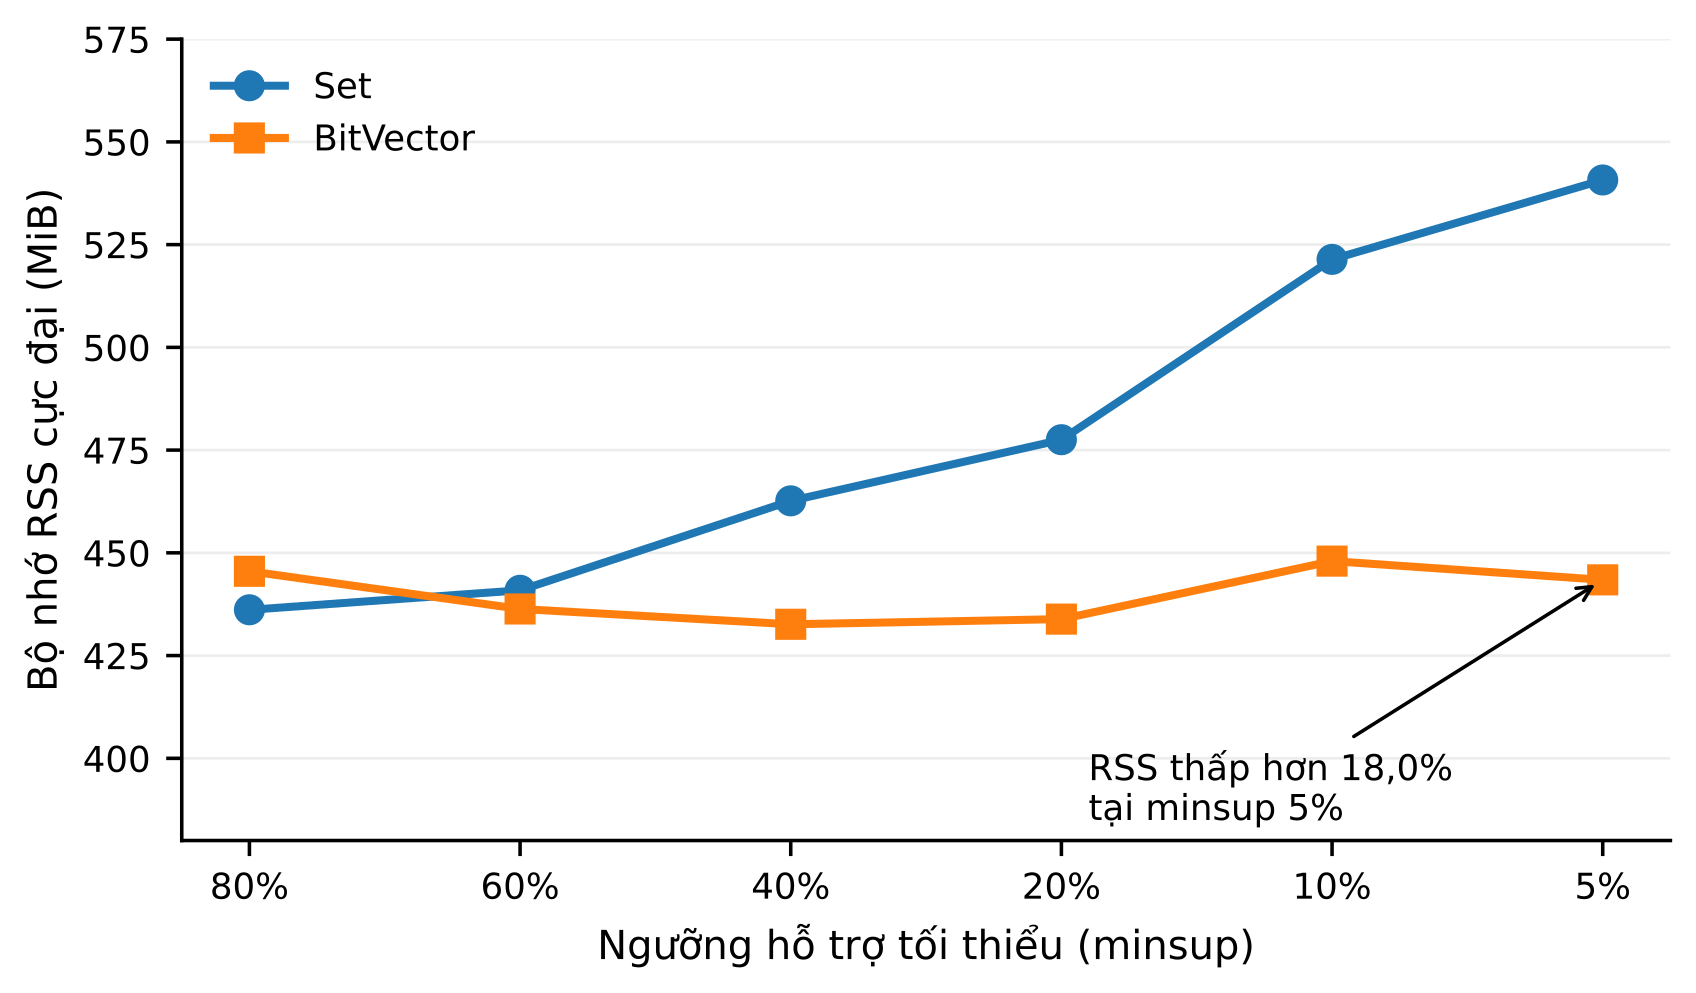 575
550
525
500
475
450
425
400
Bộ nhớ RSS cực đại (MiB)
Set
BitVector
RSS thấp hơn 18,0%
tại minsup 5%
80%
60%
40%
20%
10%
5%
Ngưỡng hỗ trợ tối thiểu (minsup)